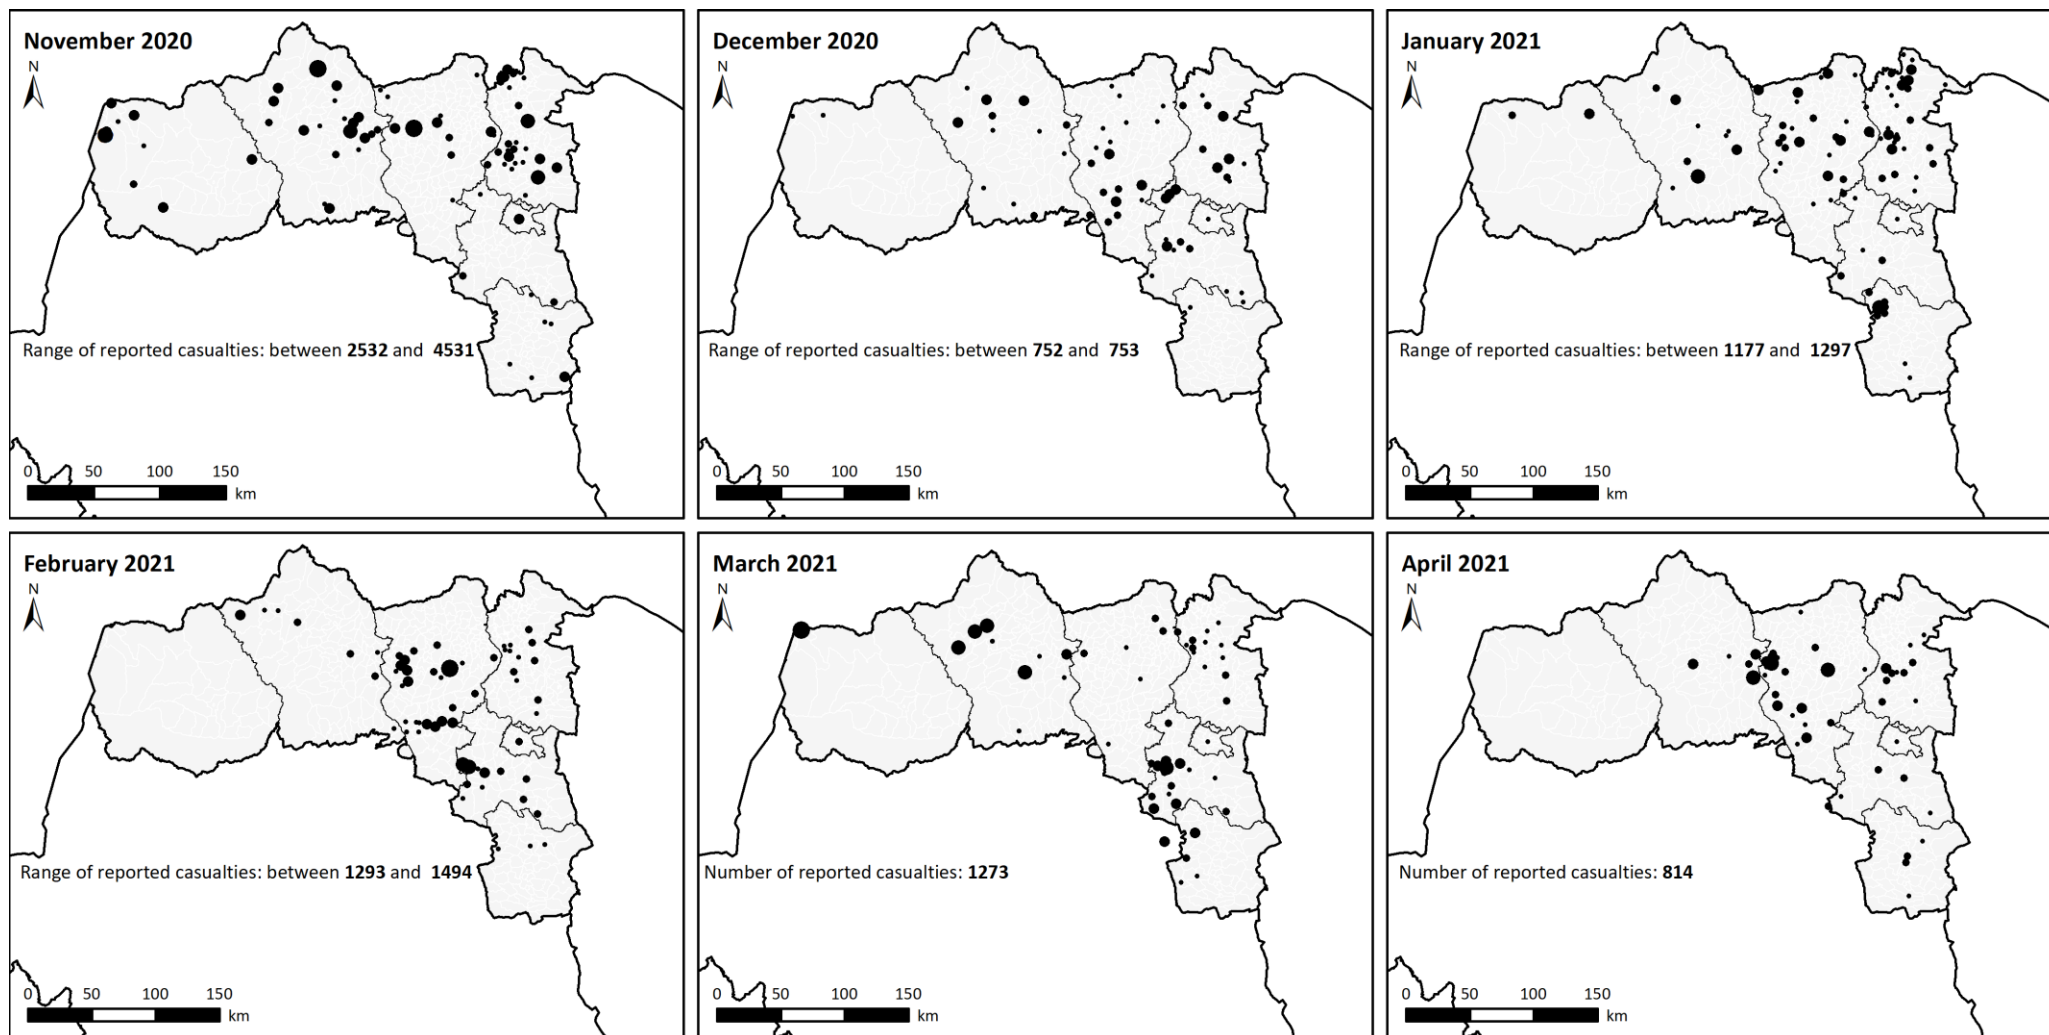 November 2020
N
Range of reported casualties: between 2532 and 4531
0 50 100 150
km
December 2020
N
Range of reported casualties: between 752 and 753
0 50 100 150
km
January 2021
N
Range of reported casualties: between 1177 and 1297
0 50 100 150
km
February 2021
N
Range of reported casualties: between 1293 and 1494
0 50 100 150
km
March 2021
N
Number of reported casualties: 1273
0 50 100 150
km
April 2021
N
Number of reported casualties: 814
0 50 100 150
km